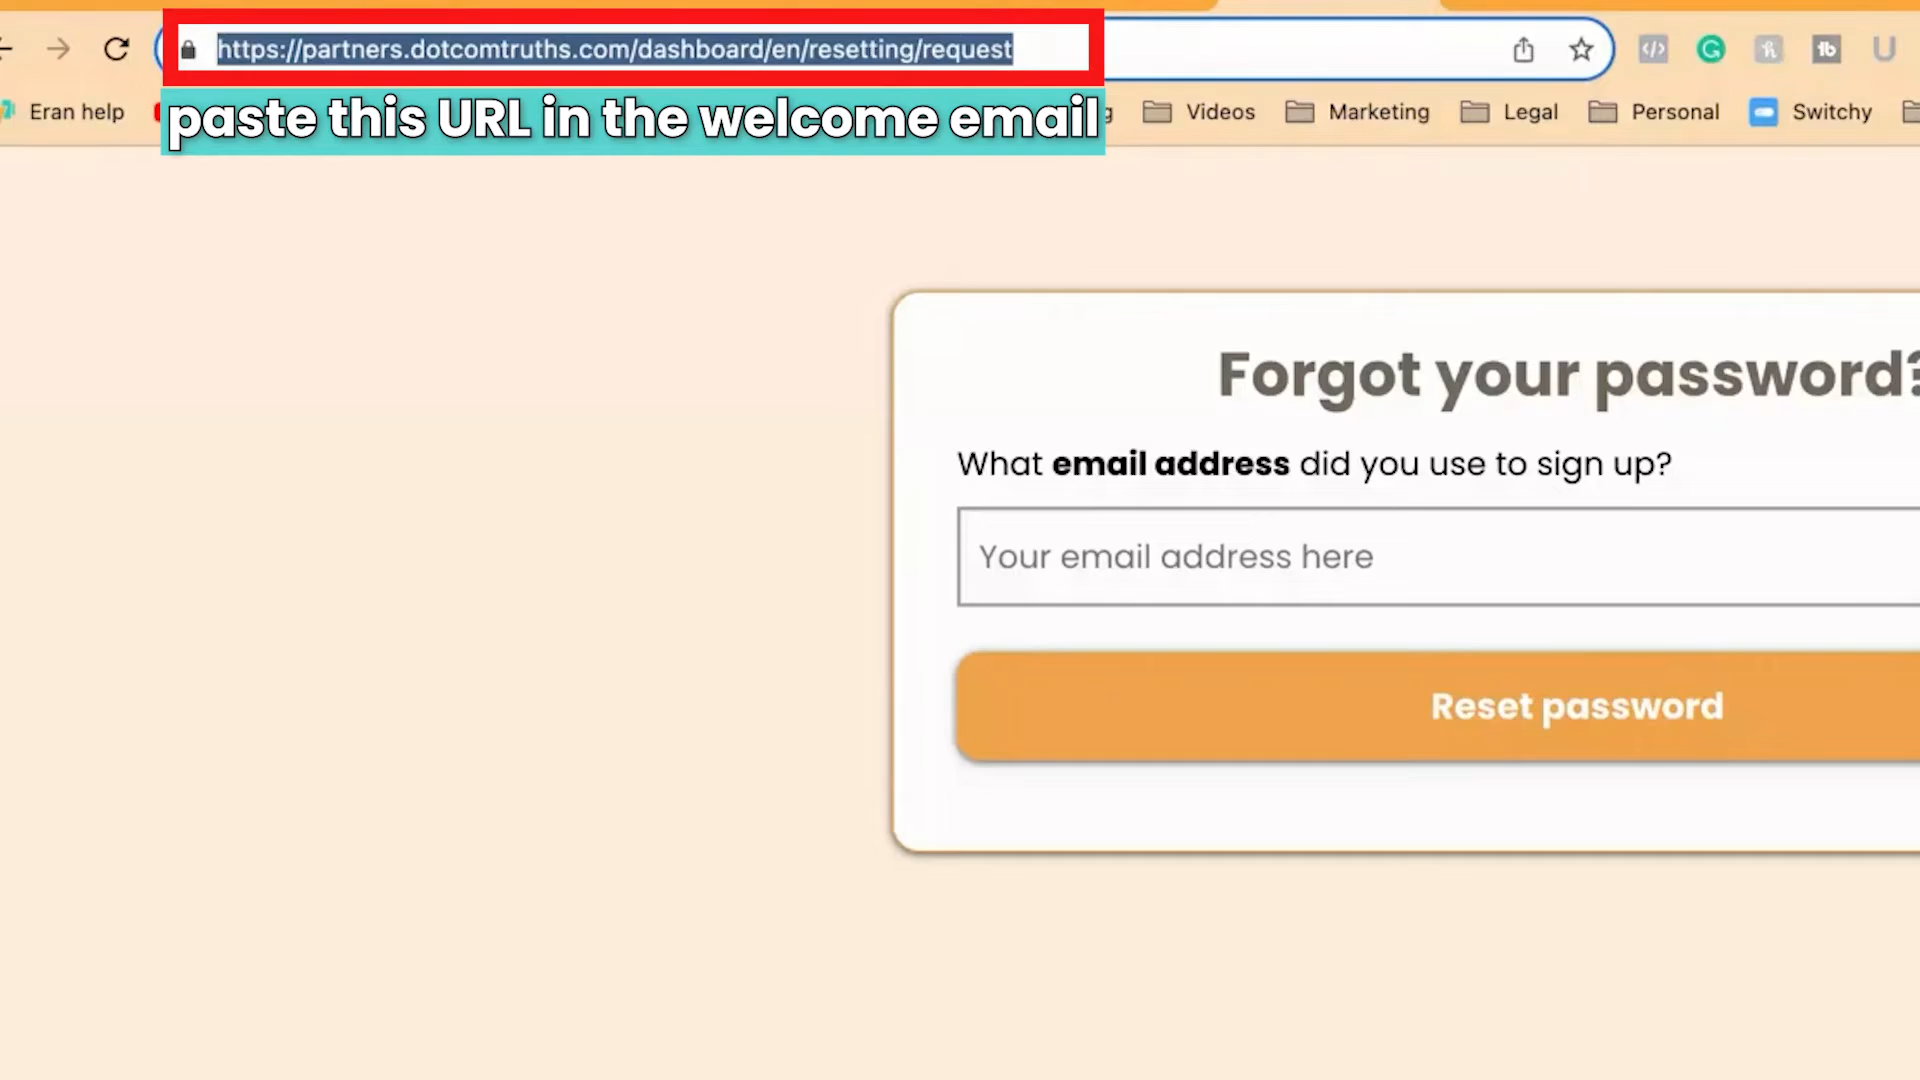 https://partners.dotcomtruths.com/dashboard/en/resetting/request
Eran help
paste this URL in the welcome email
g Videos Marketing Legal Personal Switchy
Forgot your password?
What email address did you use to sign up?
Your email address here
Reset password